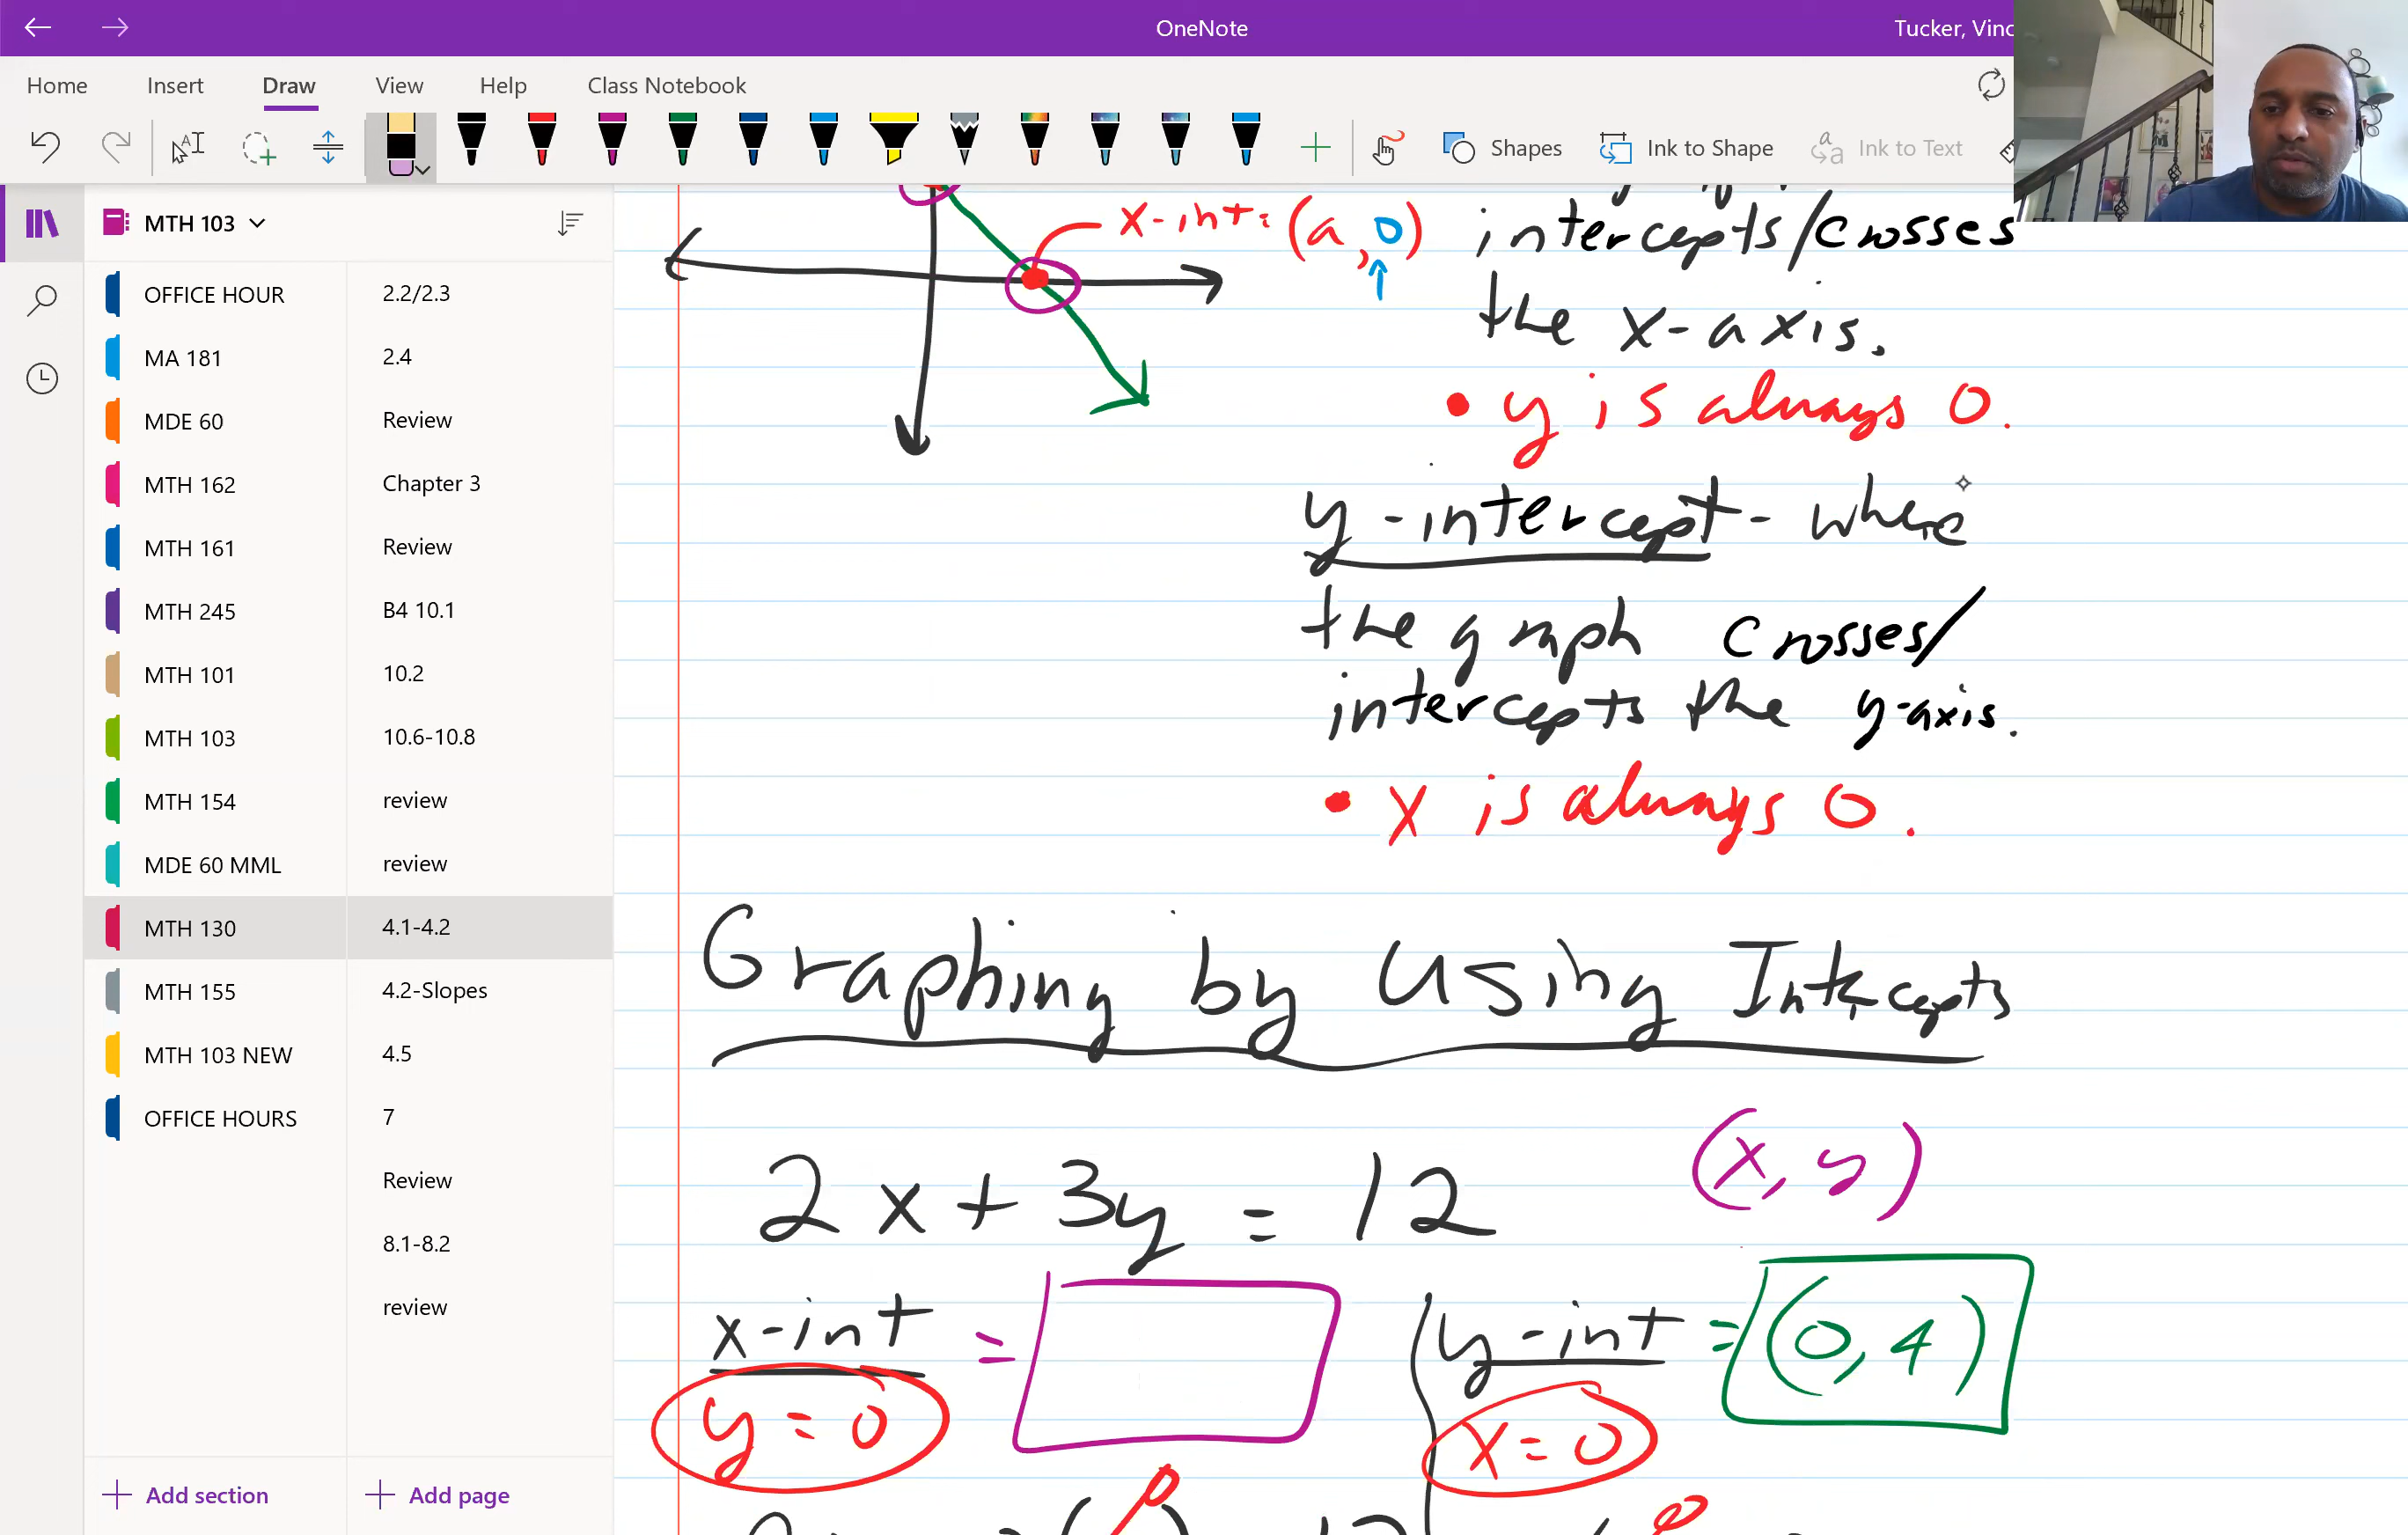 OneNote
Tucker, Vinc
Home Insert Draw View Help Class Notebook
Shapes Ink to Shape Ink to Text
MTH 103
OFFICE HOUR
MA 181
MDE 60
MTH 162
MTH 161
MTH 245
MTH 101
MTH 103
MTH 154
MDE 60 MML
MTH 130
MTH 155
MTH 103 NEW
OFFICE HOURS
Add section
2.2/2.3
2.4
Review
Chapter 3
Review
B4 10.1
10.2
10.6-10.8
review
review
4.1-4.2
4.2-Slopes
4.5
7
Review
8.1-8.2
review
Add page
x-int: (a, 0)
intercepts/crosses
the x-axis.
• y is always 0.
y-intercept - where
the graph crosses/
intercepts the y-axis.
• x is always 0.
Graphing by Using Intercepts
2x + 3y = 12 (x, y)
x-int = y-int = (0, 4)
y = 0 x = 0